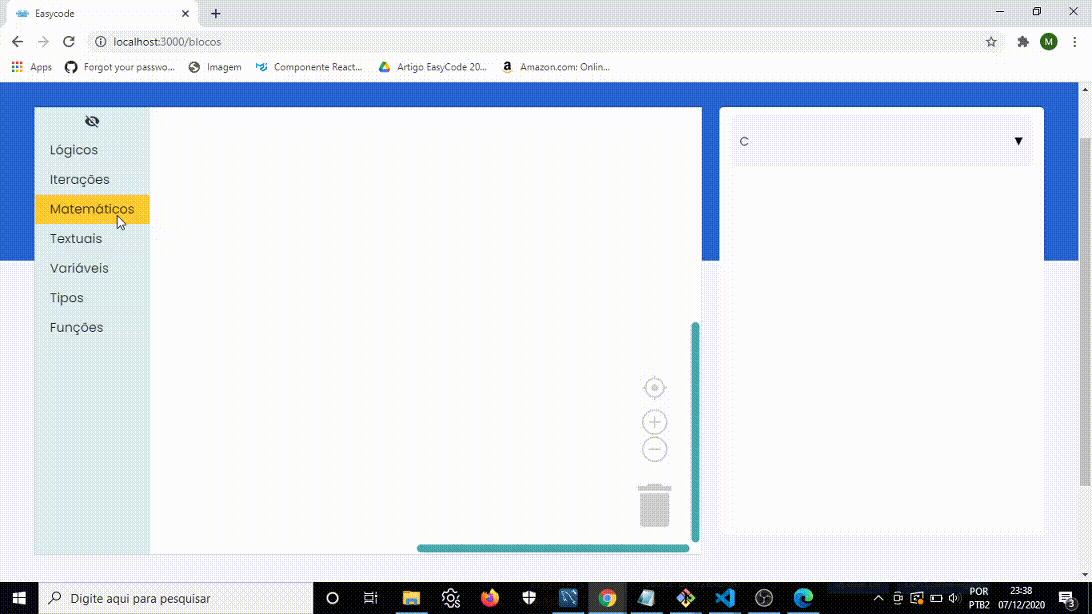 Easycode
localhost:3000/blocos
M
Apps
Forgot your passwo...
Imagem
Componente React...
Artigo EasyCode 20...
Amazon.com: Onlin...
Lógicos
Iterações
Matemáticos
Textuais
Variáveis
Tipos
Funções
C
Digite aqui para pesquisar
POR
PTB2
23:38
07/12/2020